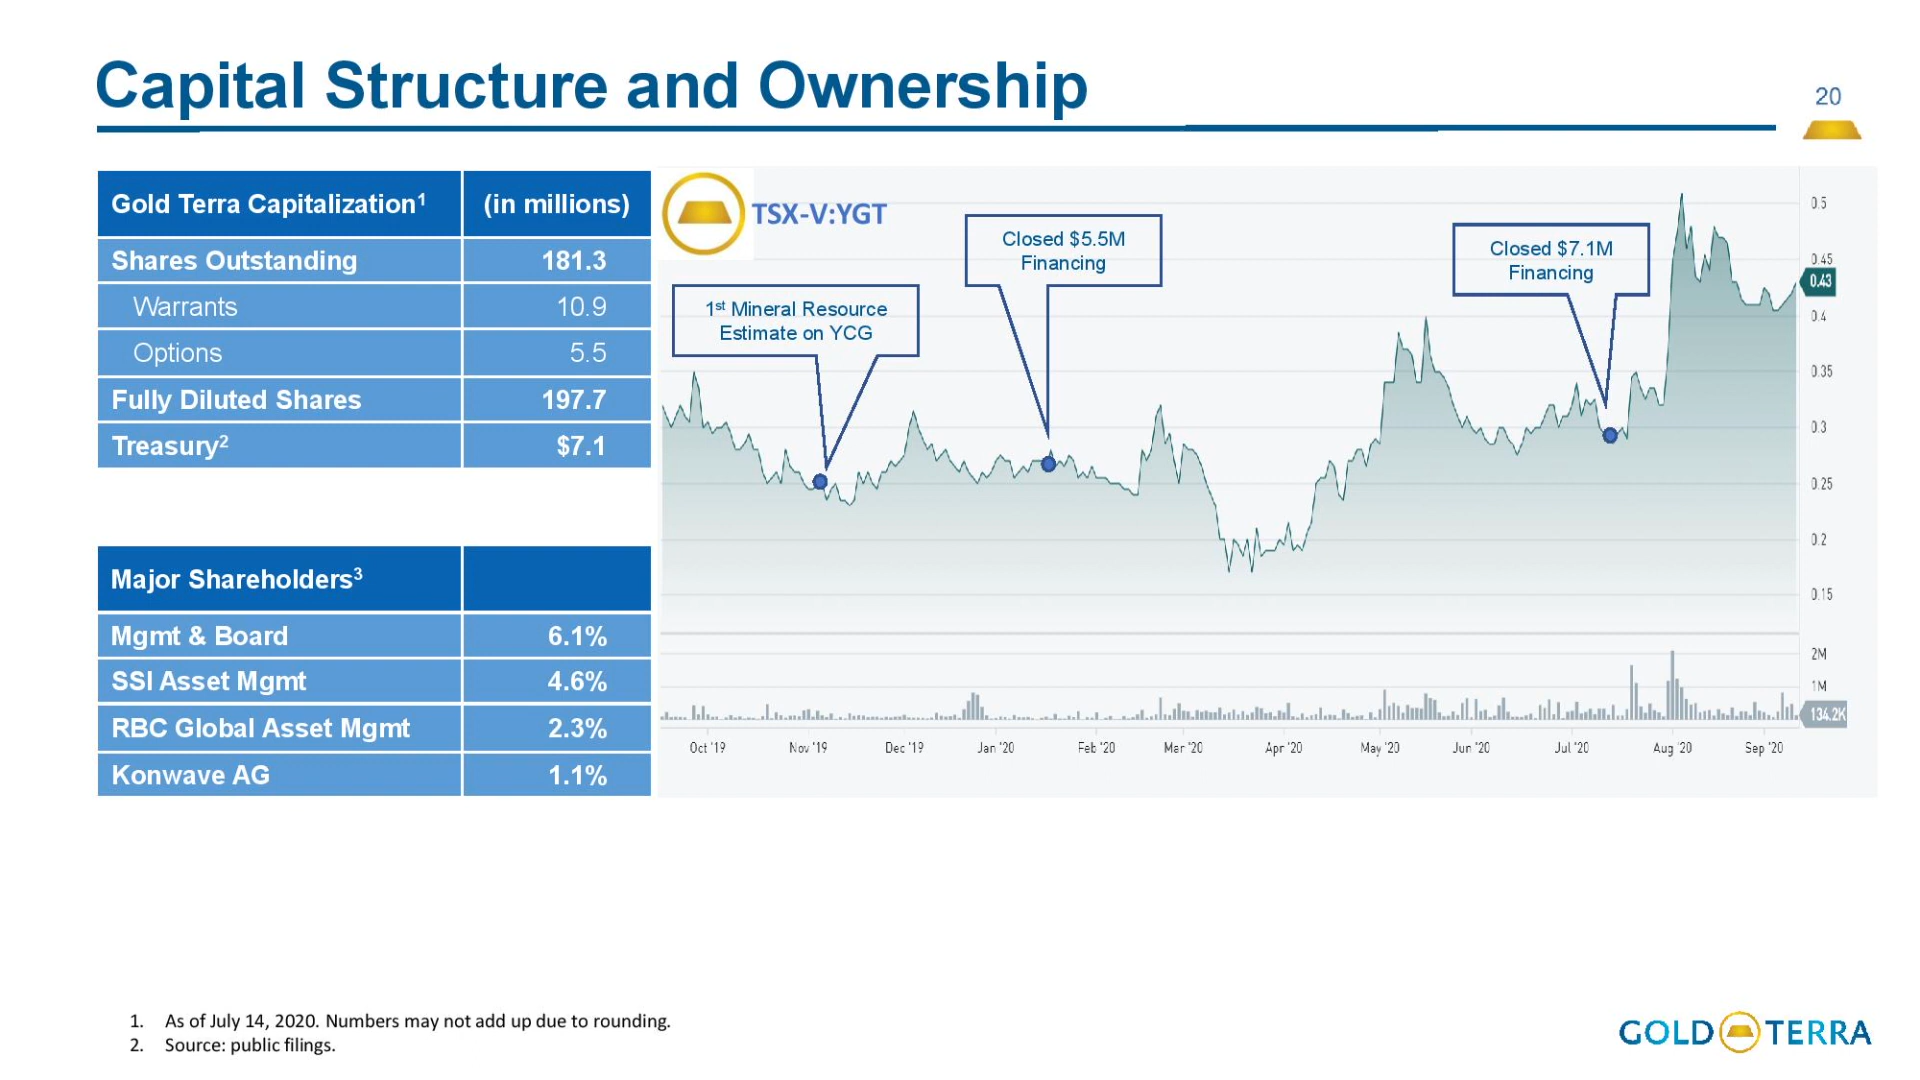 Capital Structure and Ownership
20
Gold Terra Capitalization1 (in millions)
Shares Outstanding 181.3
Warrants 10.9
Options 5.5
Fully Diluted Shares 197.7
Treasury2 $7.1
Major Shareholders3
Mgmt & Board 6.1%
SSI Asset Mgmt 4.6%
RBC Global Asset Mgmt 2.3%
Konwave AG 1.1%
TSX-V:YGT
1st Mineral Resource
Estimate on YCG
Closed $5.5M
Financing
Closed $7.1M
Financing
0.5
0.45
0.43
0.4
0.35
0.3
0.25
0.2
0.15
2M
1M
134.2K
Oct '19 Nov '19 Dec '19 Jan '20 Feb '20 Mar '20 Apr '20 May '20 Jun '20 Jul '20 Aug '20 Sep '20
1. As of July 14, 2020. Numbers may not add up due to rounding.
2. Source: public filings.
GOLD TERRA